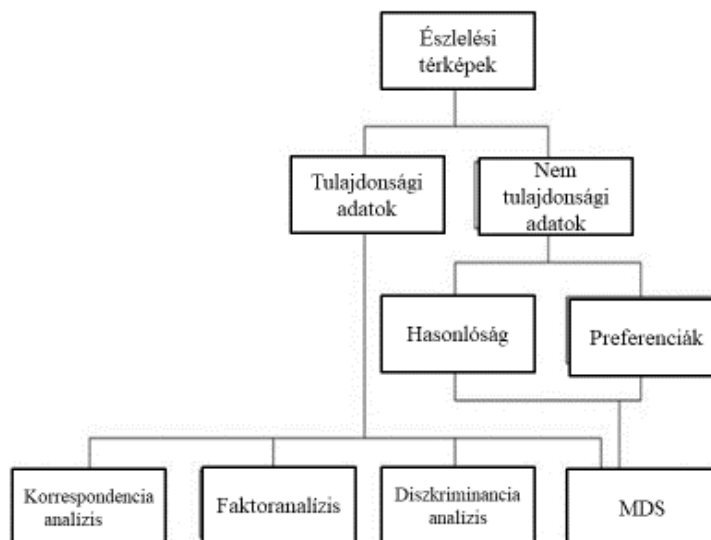 Észlelési
térképek
Tulajdonsági
adatok
Nem
tulajdonsági
adatok
Hasonlóság
Preferenciák
Korrespondencia
analízis
Faktoranalízis
Diszkriminancia
analízis
MDS